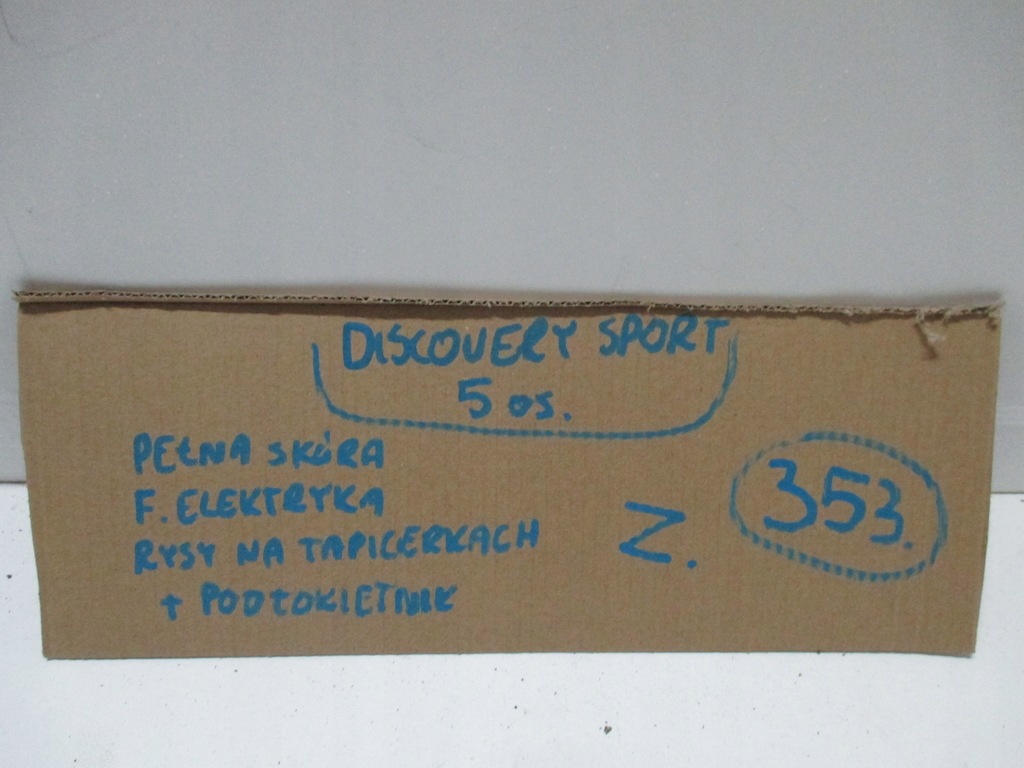 DISCOVERY SPORT
5 os.
PEŁNA SKÓRA
F. ELEKTRYKA
RYSY NA TAPICERKACH
+ PODŁOKIETNIK
Z.
353.